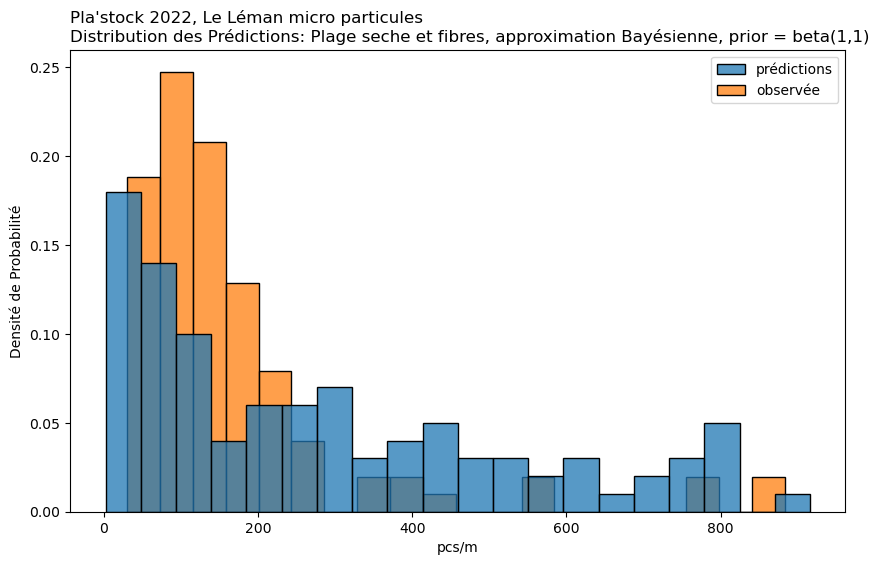 Pla'stock 2022, Le Léman micro particules
Distribution des Prédictions: Plage seche et fibres, approximation Bayésienne, prior = beta(1,1)
prédictions
observée
Densité de Probabilité
0.25
0.20
0.15
0.10
0.05
0.00
0 200 400 600 800
pcs/m